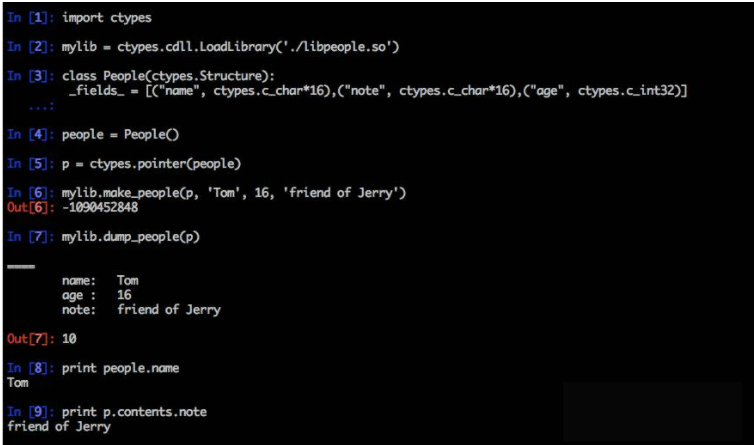 In [1]: import ctypes
In [2]: mylib = ctypes.cdll.LoadLibrary('./libpeople.so')
In [3]: class People(ctypes.Structure):
_fields_ = [("name", ctypes.c_char*16),("note", ctypes.c_char*16),("age", ctypes.c_int32)]
...:
In [4]: people = People()
In [5]: p = ctypes.pointer(people)
In [6]: mylib.make_people(p, 'Tom', 16, 'friend of Jerry')
Out[6]: -1090452848
In [7]: mylib.dump_people(p)
====
name: Tom
age : 16
note: friend of Jerry
Out[7]: 10
In [8]: print people.name
Tom
In [9]: print p.contents.note
friend of Jerry